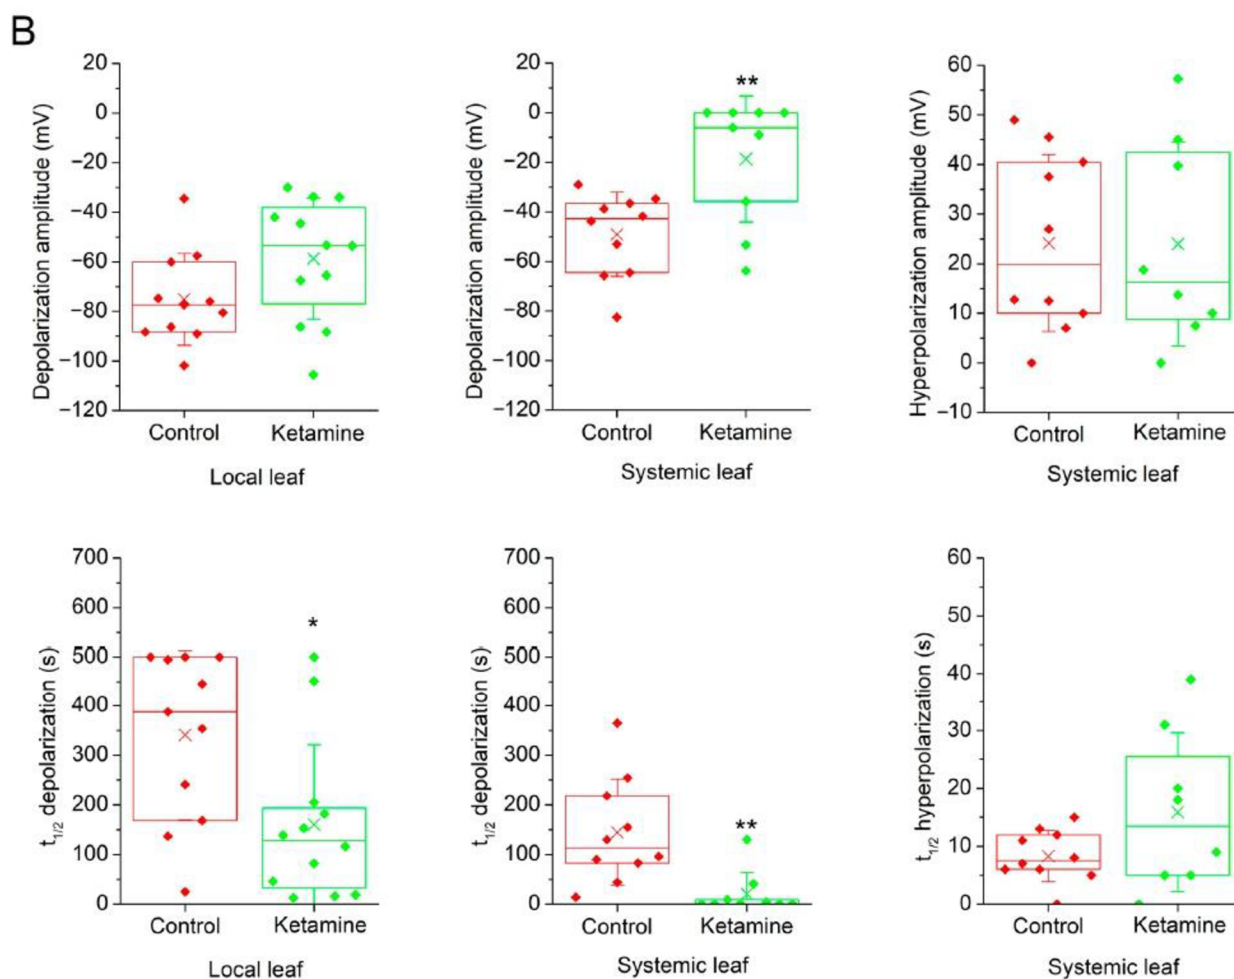 B
Depolarization amplitude (mV)
20
0
−20
−40
−60
−80
−100
−120
Control
Ketamine
Local leaf
Depolarization amplitude (mV)
20
0
−20
−40
−60
−80
−100
−120
**
Control
Ketamine
Systemic leaf
Hyperpolarization amplitude (mV)
60
50
40
30
20
10
0
−10
Control
Ketamine
Systemic leaf
t1/2 depolarization (s)
700
600
500
400
300
200
100
0
*
Control
Ketamine
Local leaf
t1/2 depolarization (s)
700
600
500
400
300
200
100
0
**
Control
Ketamine
Systemic leaf
t1/2 hyperpolarization (s)
60
50
40
30
20
10
0
Control
Ketamine
Systemic leaf